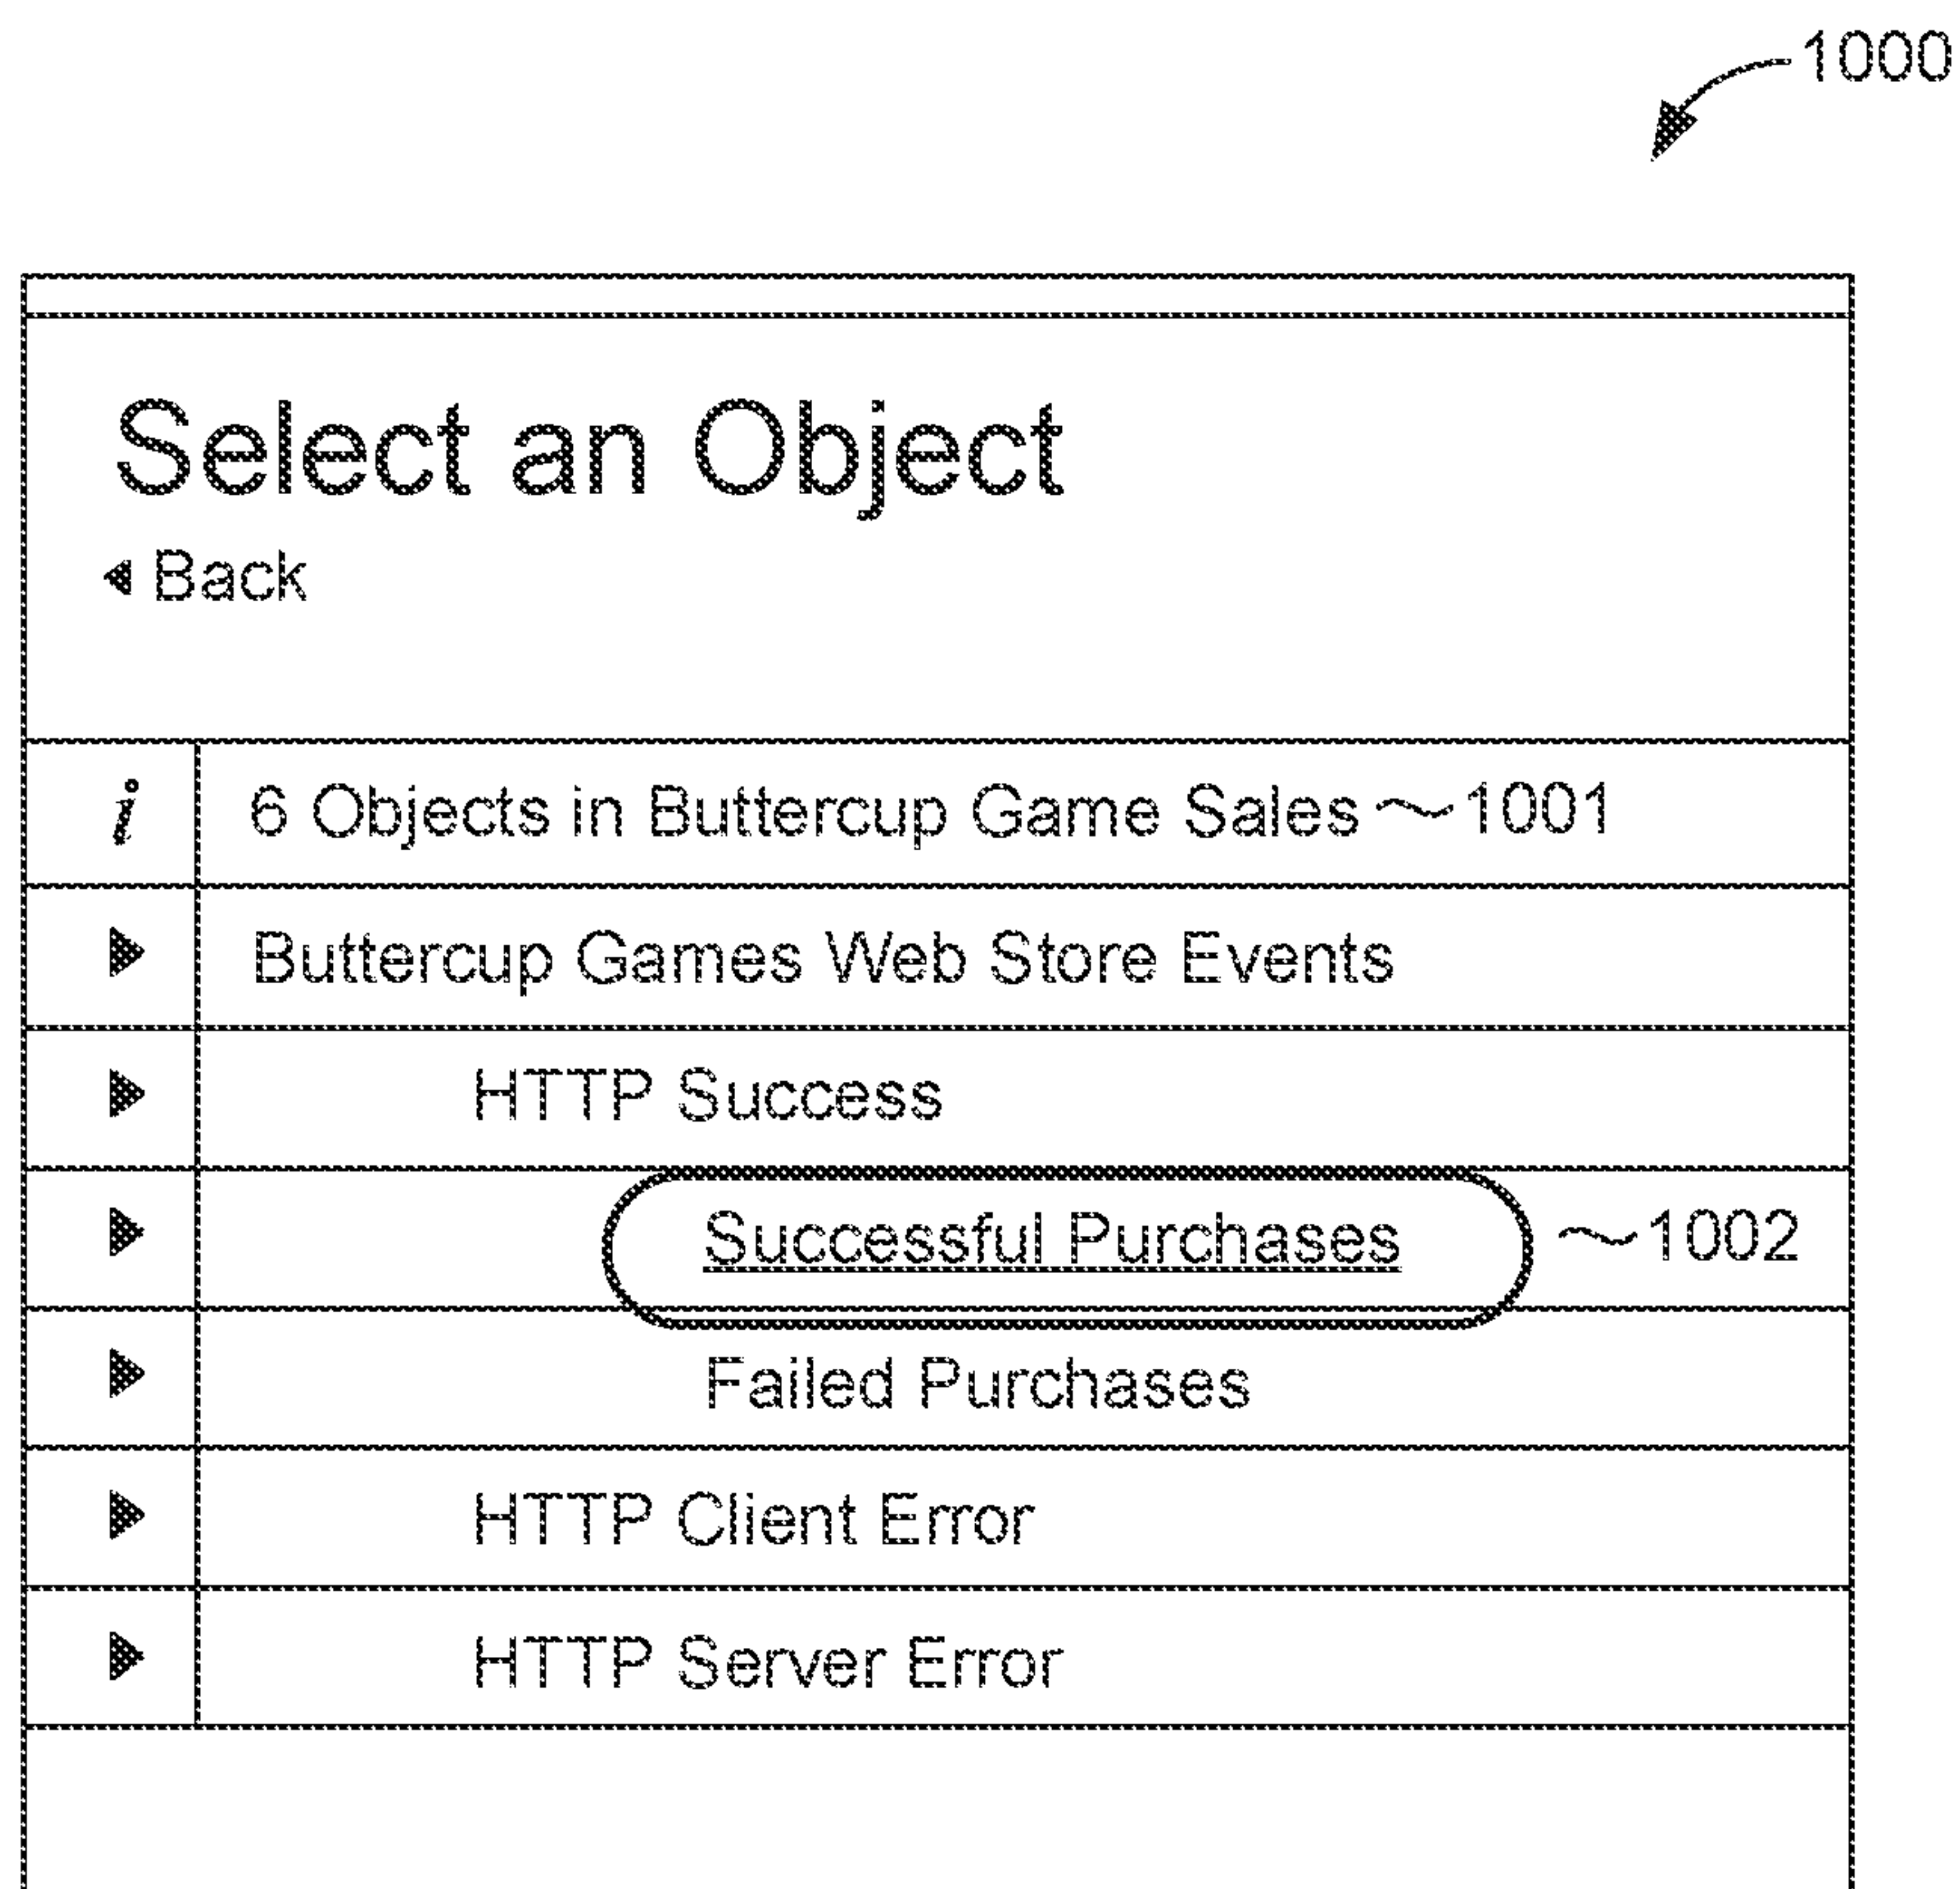 1000
Select an Object
Back
i 6 Objects in Buttercup Game Sales 1001
Buttercup Games Web Store Events
HTTP Success
Successful Purchases 1002
Failed Purchases
HTTP Client Error
HTTP Server Error